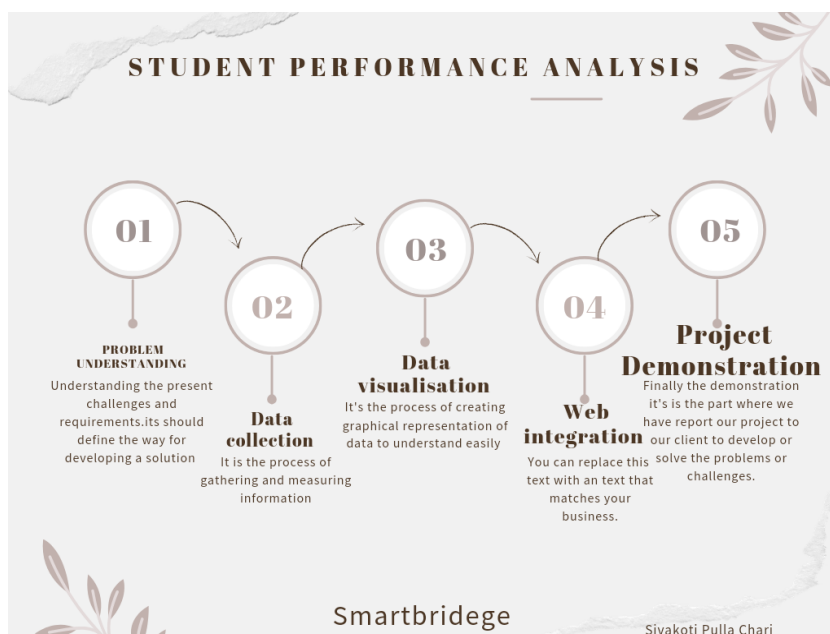 STUDENT PERFORMANCE ANALYSIS
01
PROBLEM
UNDERSTANDING
Understanding the present
challenges and
requirements.its should
define the way for
developing a solution
02
Data
collection
It is the process of
gathering and measuring
information
03
Data
visualisation
It's the process of creating
graphical representation of
data to understand easily
04
Web
integration
You can replace this
text with an text that
matches your
business.
05
Project
Demonstration
Finally the demonstration
it's is the part where we
have report our project to
our client to develop or
solve the problems or
challenges.
Smartbridege
Sivakoti Pulla Chari